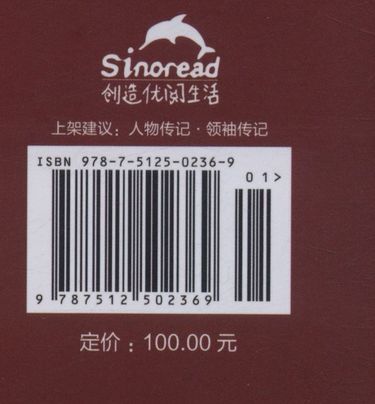 Sinoread
创造优阅生活
上架建议：人物传记·领袖传记
ISBN 978-7-5125-0236-9
01>
9 787512 502369
定价：100.00 元